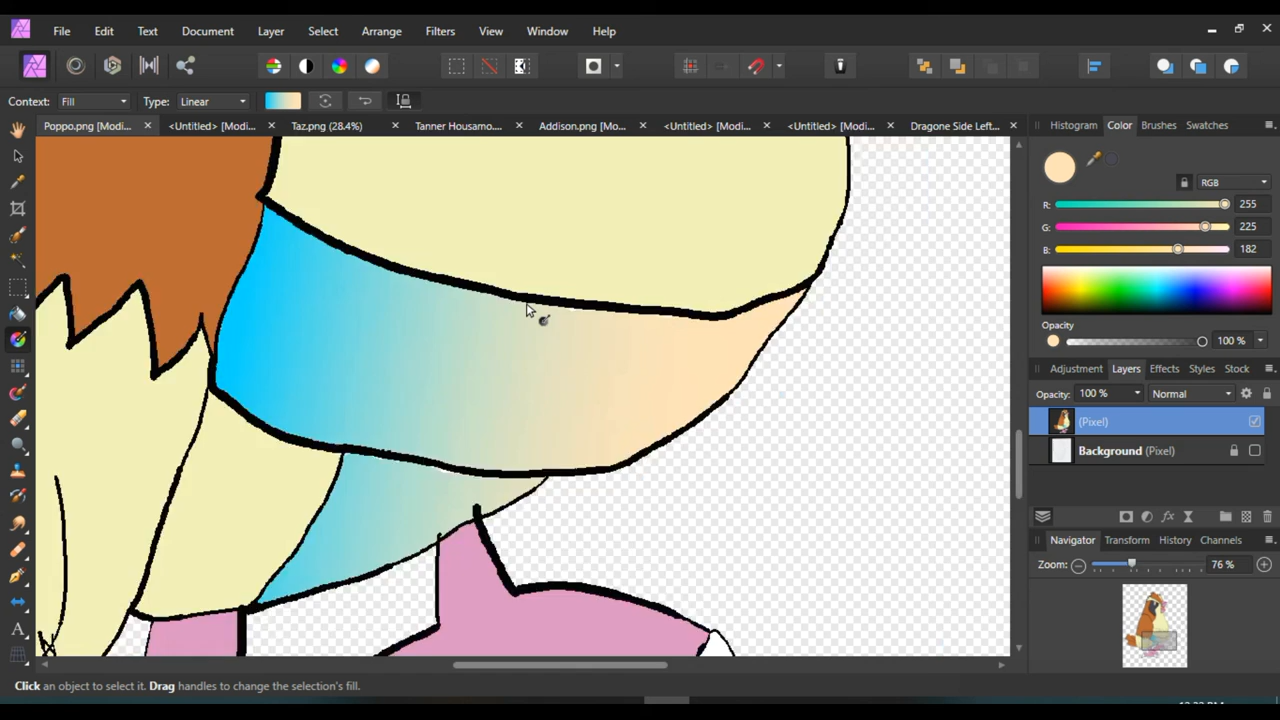 File Edit Text Document Layer Select Arrange Filters View Window Help
Context: Fill Type: Linear
Poppo.png [Modi... <Untitled> [Modi... Taz.png (28.4%) Tanner Housamo... Addison.png [Mo... <Untitled> [Modi... <Untitled> [Modi... Dragone Side Left...
Histogram Color Brushes Swatches
RGB
R: 255
G: 225
B: 182
Opacity
100 %
Adjustment Layers Effects Styles Stock
Opacity: 100 % Normal
(Pixel)
Background (Pixel)
Navigator Transform History Channels
Zoom: 76 %
A
Click an object to select it. Drag handles to change the selection's fill.